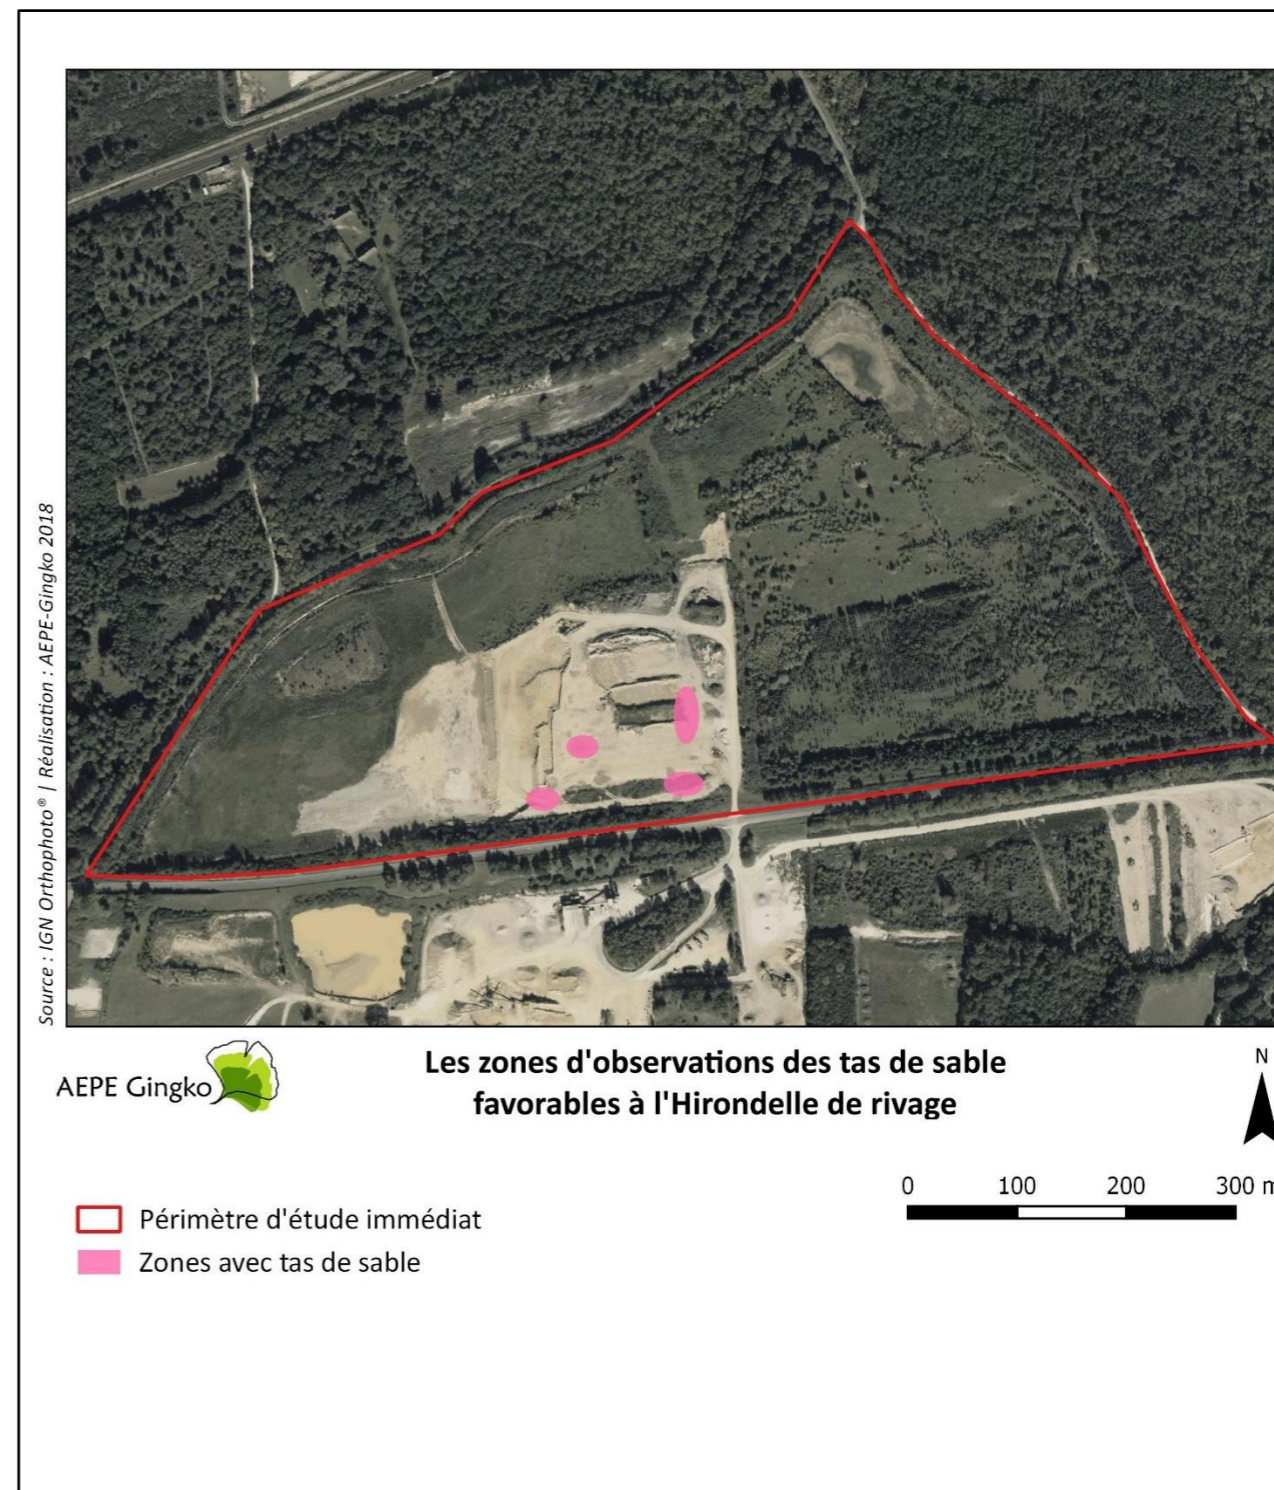 Source : IGN Orthophoto® | Réalisation : AEPE-Gingko 2018
AEPE Gingko
Les zones d'observations des tas de sable
favorables à l'Hirondelle de rivage
N
0 100 200 300 m
Périmètre d'étude immédiat
Zones avec tas de sable